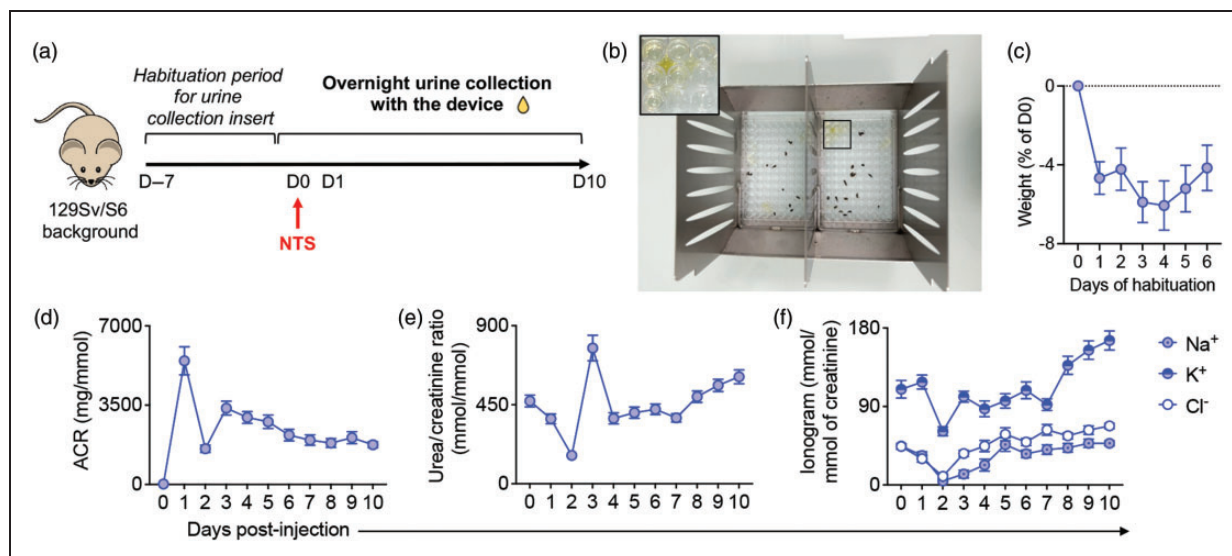 (a)
Habituation period
for urine
collection insert
Overnight urine collection
with the device
D–7
D0
D1
D10
NTS
129Sv/S6
background
(b)
(c)
Weight (% of D0)
0
-4
-8
0 1 2 3 4 5 6
Days of habituation
(d)
ACR (mg/mmol)
7000
3500
0
0 1 2 3 4 5 6 7 8 9 10
(e)
Urea/creatinine ratio
(mmol/mmol)
900
450
0
0 1 2 3 4 5 6 7 8 9 10
(f)
Ionogram (mmol/
mmol of creatinine)
180
90
0
0 1 2 3 4 5 6 7 8 9 10
Na⁺
K⁺
Cl⁻
Days post-injection